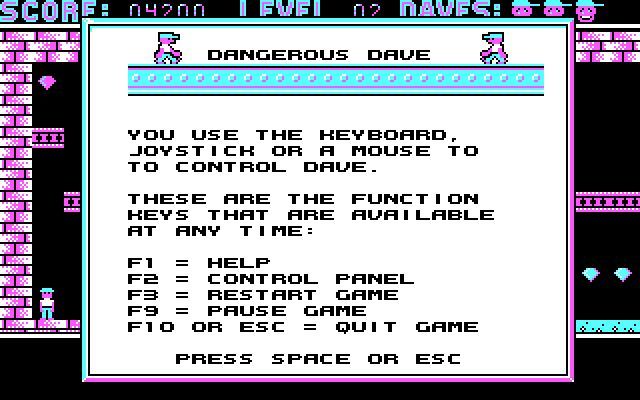 SCORE: 04200 LEVEL 02 DAVES:
DANGEROUS DAVE
YOU USE THE KEYBOARD,
JOYSTICK OR A MOUSE TO
TO CONTROL DAVE.
THESE ARE THE FUNCTION
KEYS THAT ARE AVAILABLE
AT ANY TIME:
F1 = HELP
F2 = CONTROL PANEL
F3 = RESTART GAME
F9 = PAUSE GAME
F10 OR ESC = QUIT GAME
PRESS SPACE OR ESC